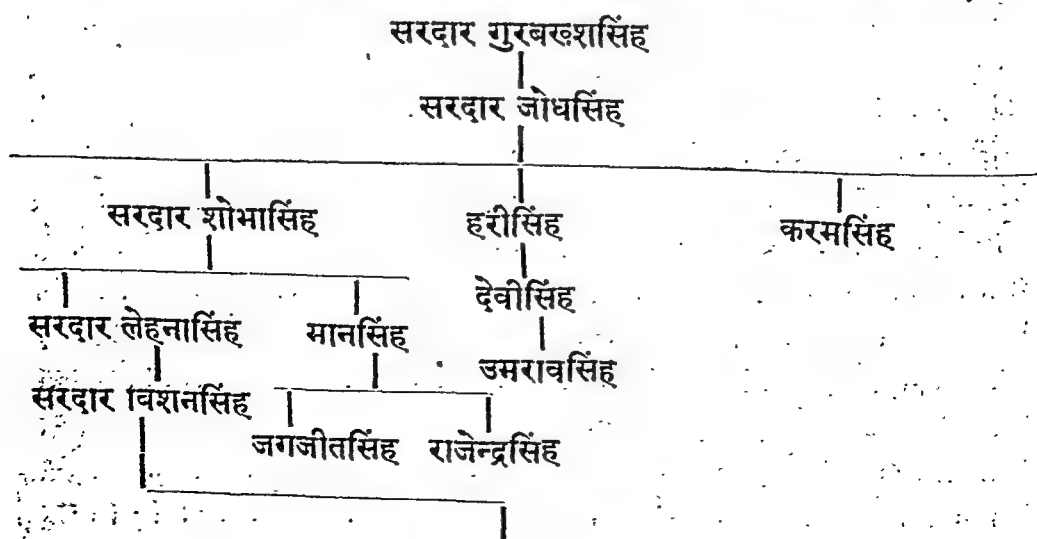 सरदार गुरबख्शसिंह
सरदार जोधसिंह
सरदार शोभासिंह हरीसिंह करमसिंह
देवीसिंह
सरदार लेहनासिंह मानसिंह
उमरावसिंह
सरदार विशनसिंह
जगजीतसिंह राजेन्द्रसिंह